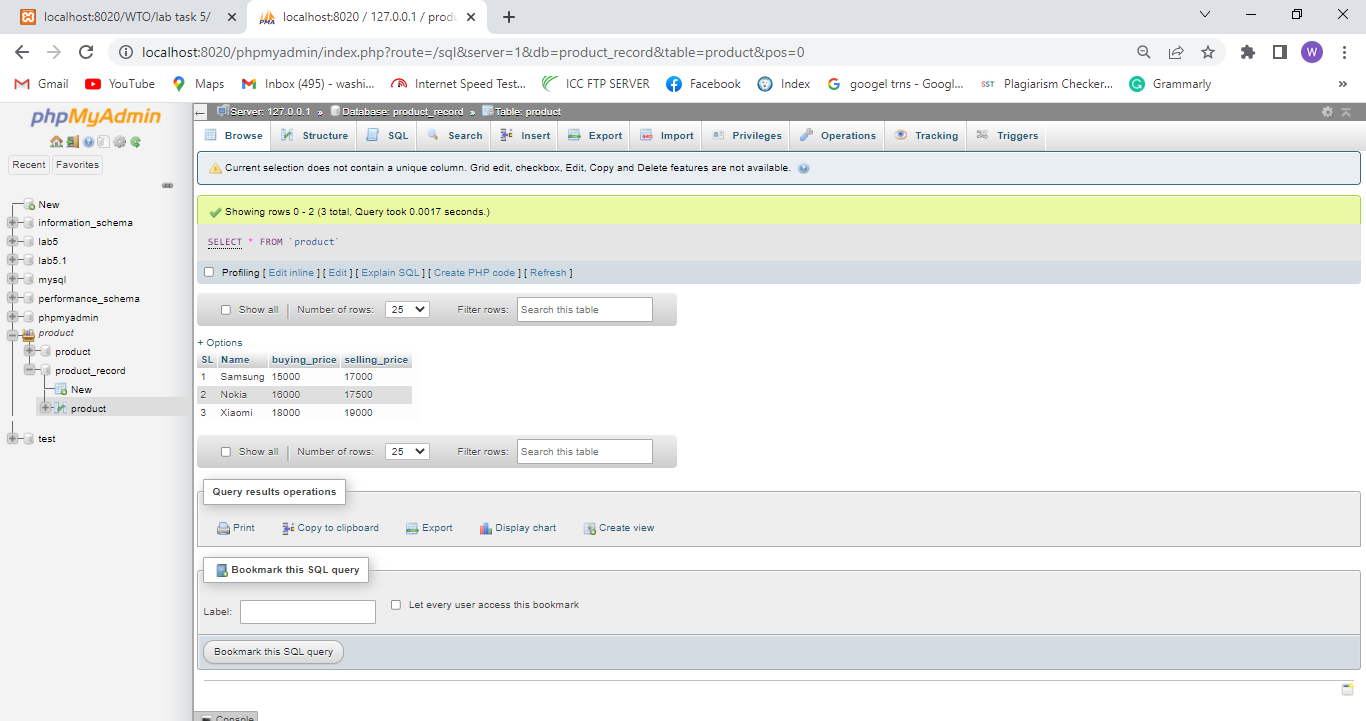 localhost:8020/WTO/lab task 5/
localhost:8020 / 127.0.0.1 / produ
localhost:8020/phpmyadmin/index.php?route=/sql&server=1&db=product_record&table=product&pos=0
W
Gmail YouTube Maps Inbox (495) - washi... Internet Speed Test... ICC FTP SERVER Facebook Index googel trns - Googl... SST Plagiarism Checker... Grammarly »
phpMyAdmin
Recent Favorites
New
information_schema
lab5
lab5.1
mysql
performance_schema
phpmyadmin
product
product
product_record
New
product
test
Server: 127.0.0.1 » Database: product_record » Table: product
Browse Structure SQL Search Insert Export Import Privileges Operations Tracking Triggers
Current selection does not contain a unique column. Grid edit, checkbox, Edit, Copy and Delete features are not available.
Showing rows 0 - 2 (3 total, Query took 0.0017 seconds.)
SELECT * FROM `product`
Profiling [ Edit inline ] [ Edit ] [ Explain SQL ] [ Create PHP code ] [ Refresh ]
Show all Number of rows: 25 Filter rows: Search this table
+ Options
SL Name buying_price selling_price
1 Samsung 15000 17000
2 Nokia 16000 17500
3 Xiaomi 18000 19000
Show all Number of rows: 25 Filter rows: Search this table
Query results operations
Print Copy to clipboard Export Display chart Create view
Bookmark this SQL query
Label: Let every user access this bookmark
Bookmark this SQL query
Console